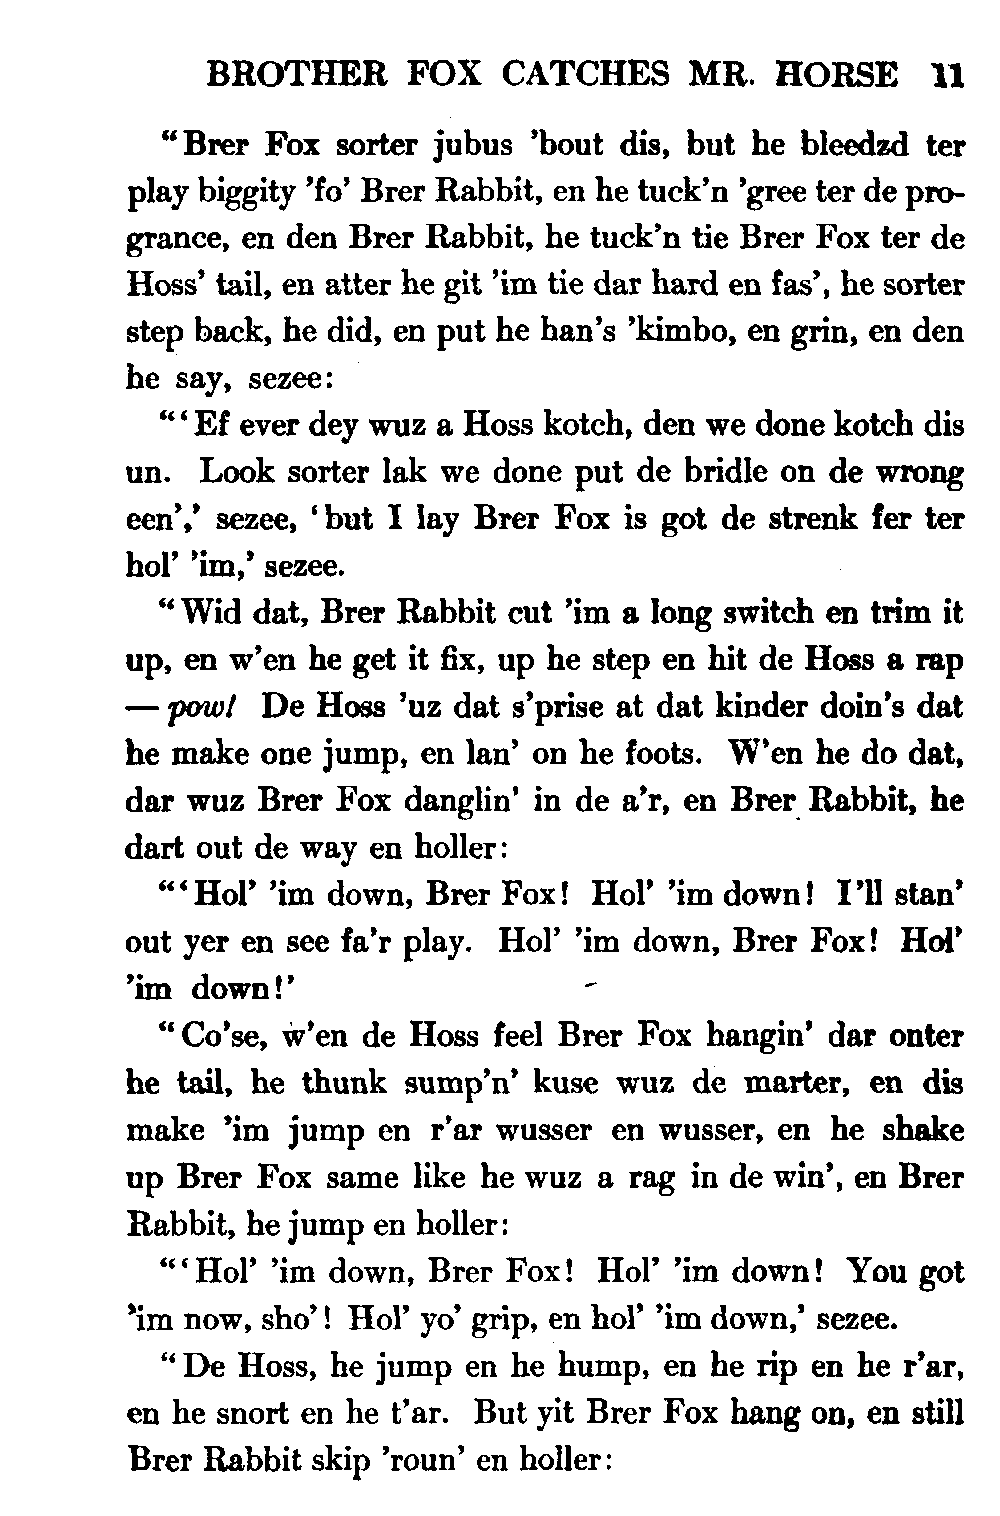 BROTHER FOX CATCHES MR. HORSE 11
“Brer Fox sorter jubus ’bout dis, but he bleedzd ter
play biggity ’fo’ Brer Rabbit, en he tuck’n ’gree ter de pro-
grance, en den Brer Rabbit, he tuck’n tie Brer Fox ter de
Hoss’ tail, en atter he git ’im tie dar hard en fas’, he sorter
step back, he did, en put he han’s ’kimbo, en grin, en den
he say, sezee:
“‘Ef ever dey wuz a Hoss kotch, den we done kotch dis
un. Look sorter lak we done put de bridle on de wrong
een’,’ sezee, ‘but I lay Brer Fox is got de strenk fer ter
hol’ ’im,’ sezee.
“Wid dat, Brer Rabbit cut ’im a long switch en trim it
up, en w’en he get it fix, up he step en hit de Hoss a rap
— pow! De Hoss ’uz dat s’prise at dat kinder doin’s dat
he make one jump, en lan’ on he foots. W’en he do dat,
dar wuz Brer Fox danglin’ in de a’r, en Brer Rabbit, he
dart out de way en holler:
“‘Hol’ ’im down, Brer Fox! Hol’ ’im down! I’ll stan’
out yer en see fa’r play. Hol’ ’im down, Brer Fox! Hol’
’im down!’
“Co’se, w’en de Hoss feel Brer Fox hangin’ dar onter
he tail, he thunk sump’n’ kuse wuz de marter, en dis
make ’im jump en r’ar wusser en wusser, en he shake
up Brer Fox same like he wuz a rag in de win’, en Brer
Rabbit, he jump en holler:
“‘Hol’ ’im down, Brer Fox! Hol’ ’im down! You got
’im now, sho’! Hol’ yo’ grip, en hol’ ’im down,’ sezee.
“De Hoss, he jump en he hump, en he rip en he r’ar,
en he snort en he t’ar. But yit Brer Fox hang on, en still
Brer Rabbit skip ’roun’ en holler: